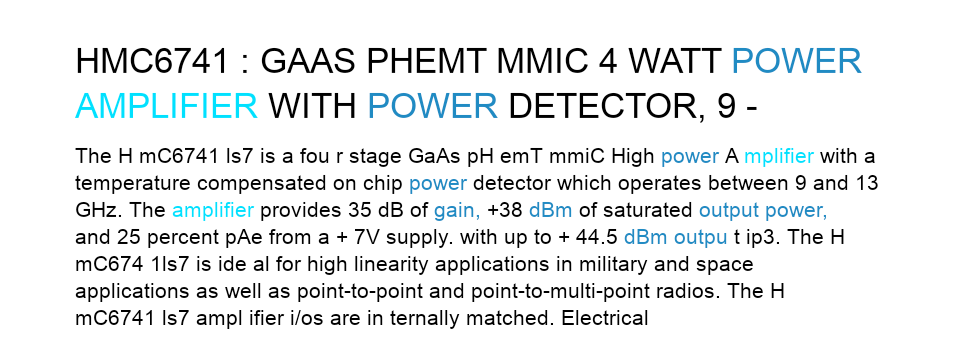 HMC6741 : GAAS PHEMT MMIC 4 WATT POWER
AMPLIFIER WITH POWER DETECTOR, 9 -
The H mC6741 ls7 is a fou r stage GaAs pH emT mmiC High power A mplifier with a
temperature compensated on chip power detector which operates between 9 and 13
GHz. The amplifier provides 35 dB of gain, +38 dBm of saturated output power,
and 25 percent pAe from a + 7V supply. with up to + 44.5 dBm outpu t ip3. The H
mC674 1ls7 is ide al for high linearity applications in military and space
applications as well as point-to-point and point-to-multi-point radios. The H
mC6741 ls7 ampl ifier i/os are in ternally matched. Electrical